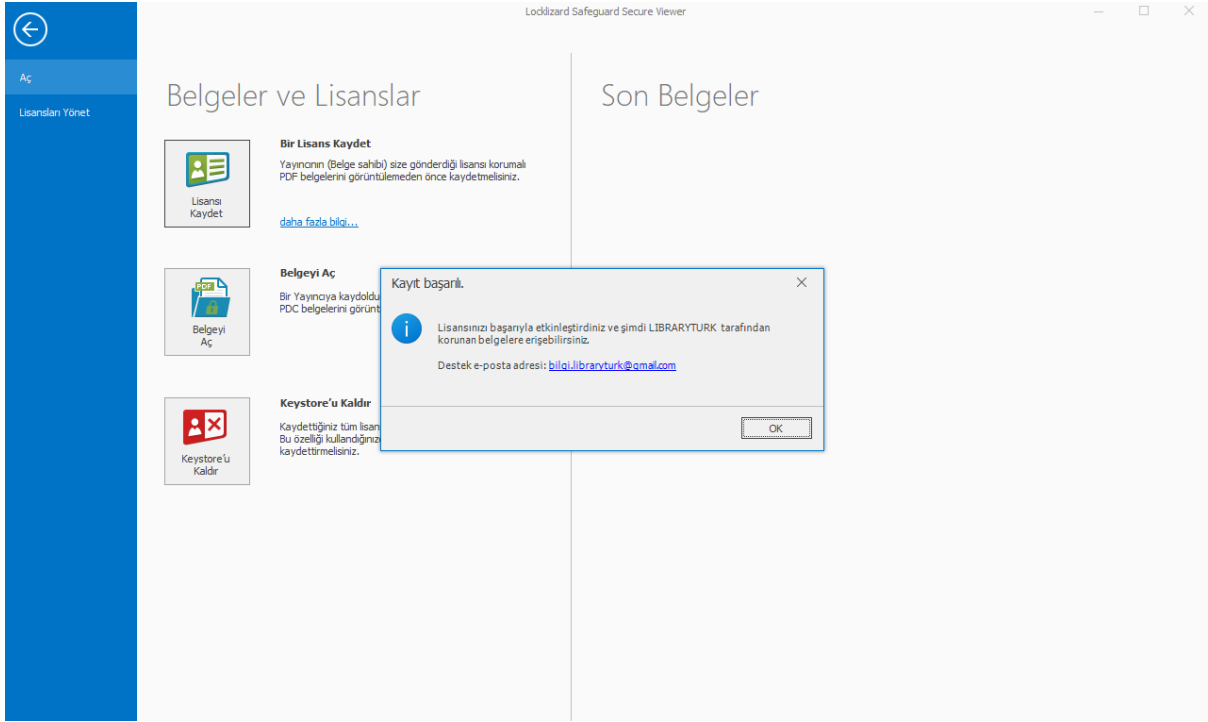 Locklizard Safeguard Secure Viewer
Aç
Lisansları Yönet
Belgeler ve Lisanslar
Lisansı
Kaydet
Bir Lisans Kaydet
Yayıncının (Belge sahibi) size gönderdiği lisansı korumalı
PDF belgelerini görüntülemeden önce kaydetmelisiniz.
daha fazla bilgi...
Belgeyi
Aç
Belgeyi Aç
Bir Yayıncıya kaydoldu
PDC belgelerini görünt
PDF
Keystore'u
Kaldır
Keystore'u Kaldır
Kaydettiğiniz tüm lisan
Bu özelliği kullandığınız
kaydettirmelisiniz.
Son Belgeler
Kayıt başarılı.
Lisansınızı başarıyla etkinleştirdiniz ve şimdi LIBRARYTURK tarafından
korunan belgelere erişebilirsiniz.
Destek e-posta adresi: bilgi.libraryturk@gmail.com
OK